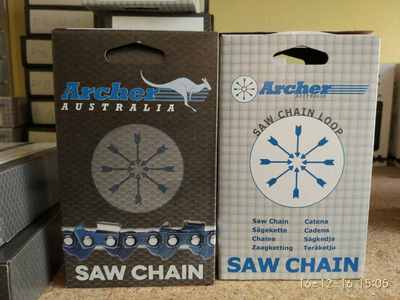 Archer
AUSTRALIA
SAW CHAIN
Archer
SAW CHAIN LOOP
Saw Chain Catena
Sägekette Cadena
Chaîne Sågkedja
Zaagketting Teräketju
SAW CHAIN
16-12-16 15:05